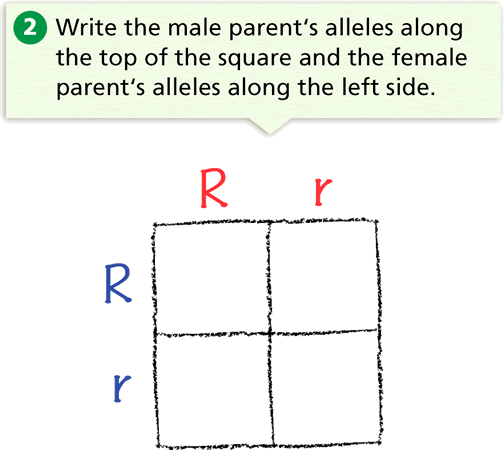 2 Write the male parent's alleles along
the top of the square and the female
parent's alleles along the left side.
R r
R
r